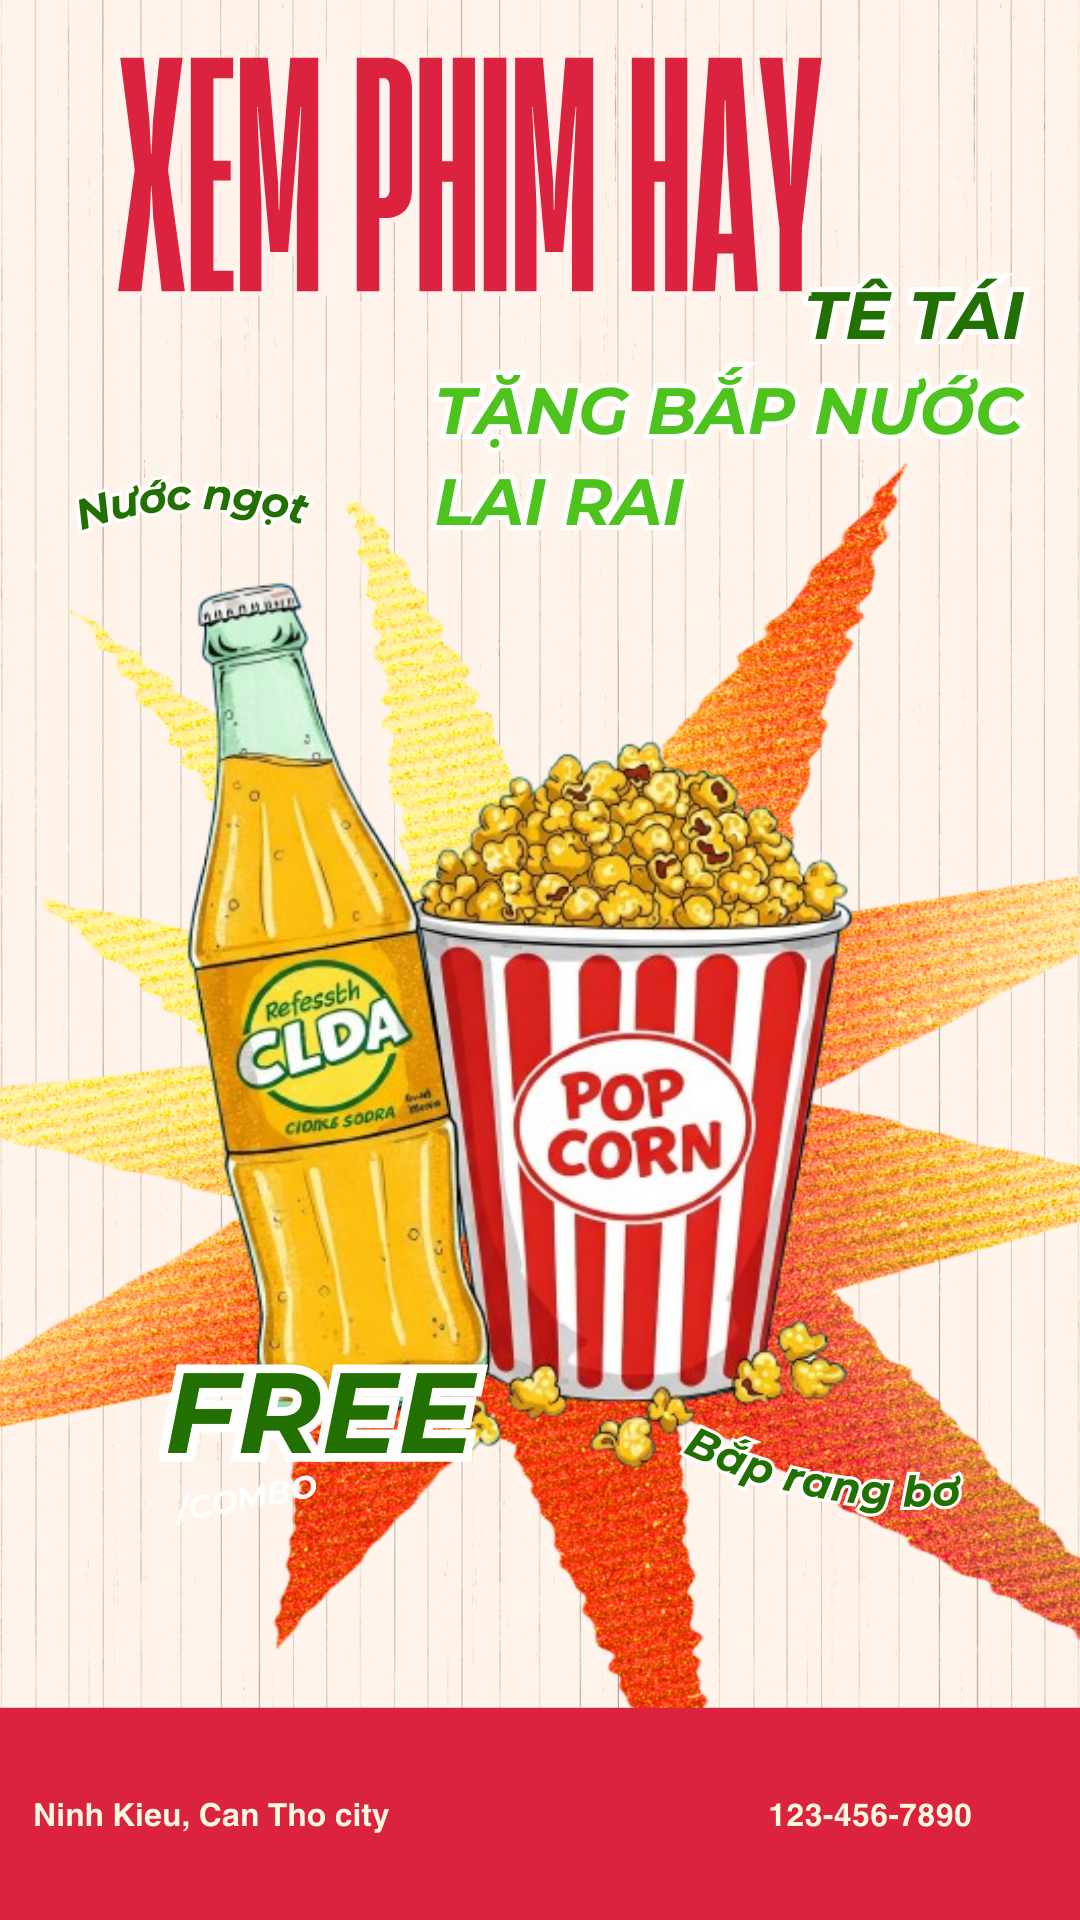 XEM PHIM HAY
TÊ TÁI
TẶNG BẮP NƯỚC
LAI RAI
Nước ngọt
Refessth
CLDA
CIOIKE SODRA
POP
CORN
FREE
/COMBO
Bắp rang bơ
Ninh Kieu, Can Tho city
123-456-7890